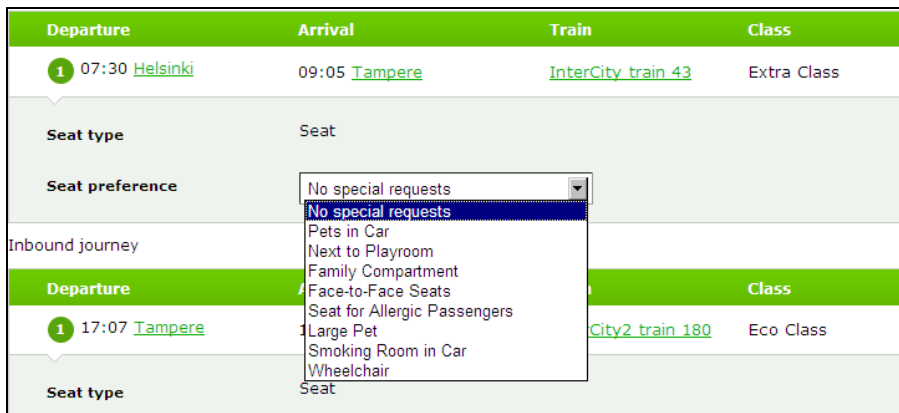 Departure Arrival Train Class
1 07:30 Helsinki 09:05 Tampere InterCity train 43 Extra Class
Seat type Seat
Seat preference No special requests
No special requests
Pets in Car
Next to Playroom
Inbound journey
Family Compartment
Departure Class
Face-to-Face Seats
Seat for Allergic Passengers
1 17:07 Tampere City2 train 180 Eco Class
Large Pet
Smoking Room in Car
Wheelchair
Seat type Seat